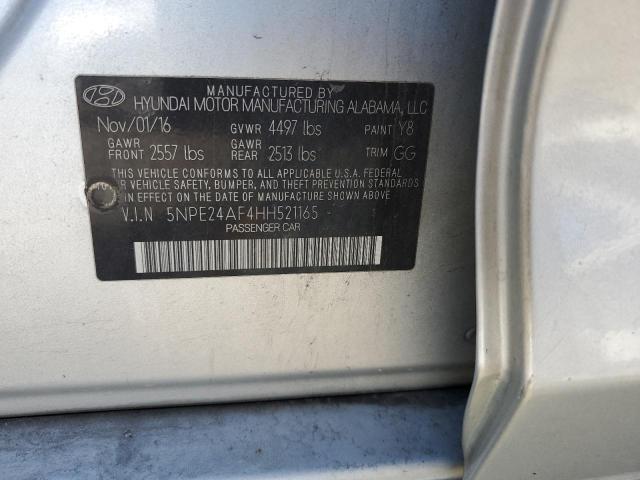 MANUFACTURED BY
HYUNDAI MOTOR MANUFACTURING ALABAMA, LLC
Nov/01/16 GVWR 4497 lbs PAINT Y8
GAWR FRONT 2557 lbs GAWR REAR 2513 lbs TRIM GG
THIS VEHICLE CONFORMS TO ALL APPLICABLE U.S.A FEDERAL
MOTOR VEHICLE SAFETY, BUMPER, AND THEFT PREVENTION
STANDARDS IN EFFECT ON THE DATE OF MANUFACTURE SHOWN ABOVE.
V.I.N 5NPE24AF4HH521165
PASSENGER CAR